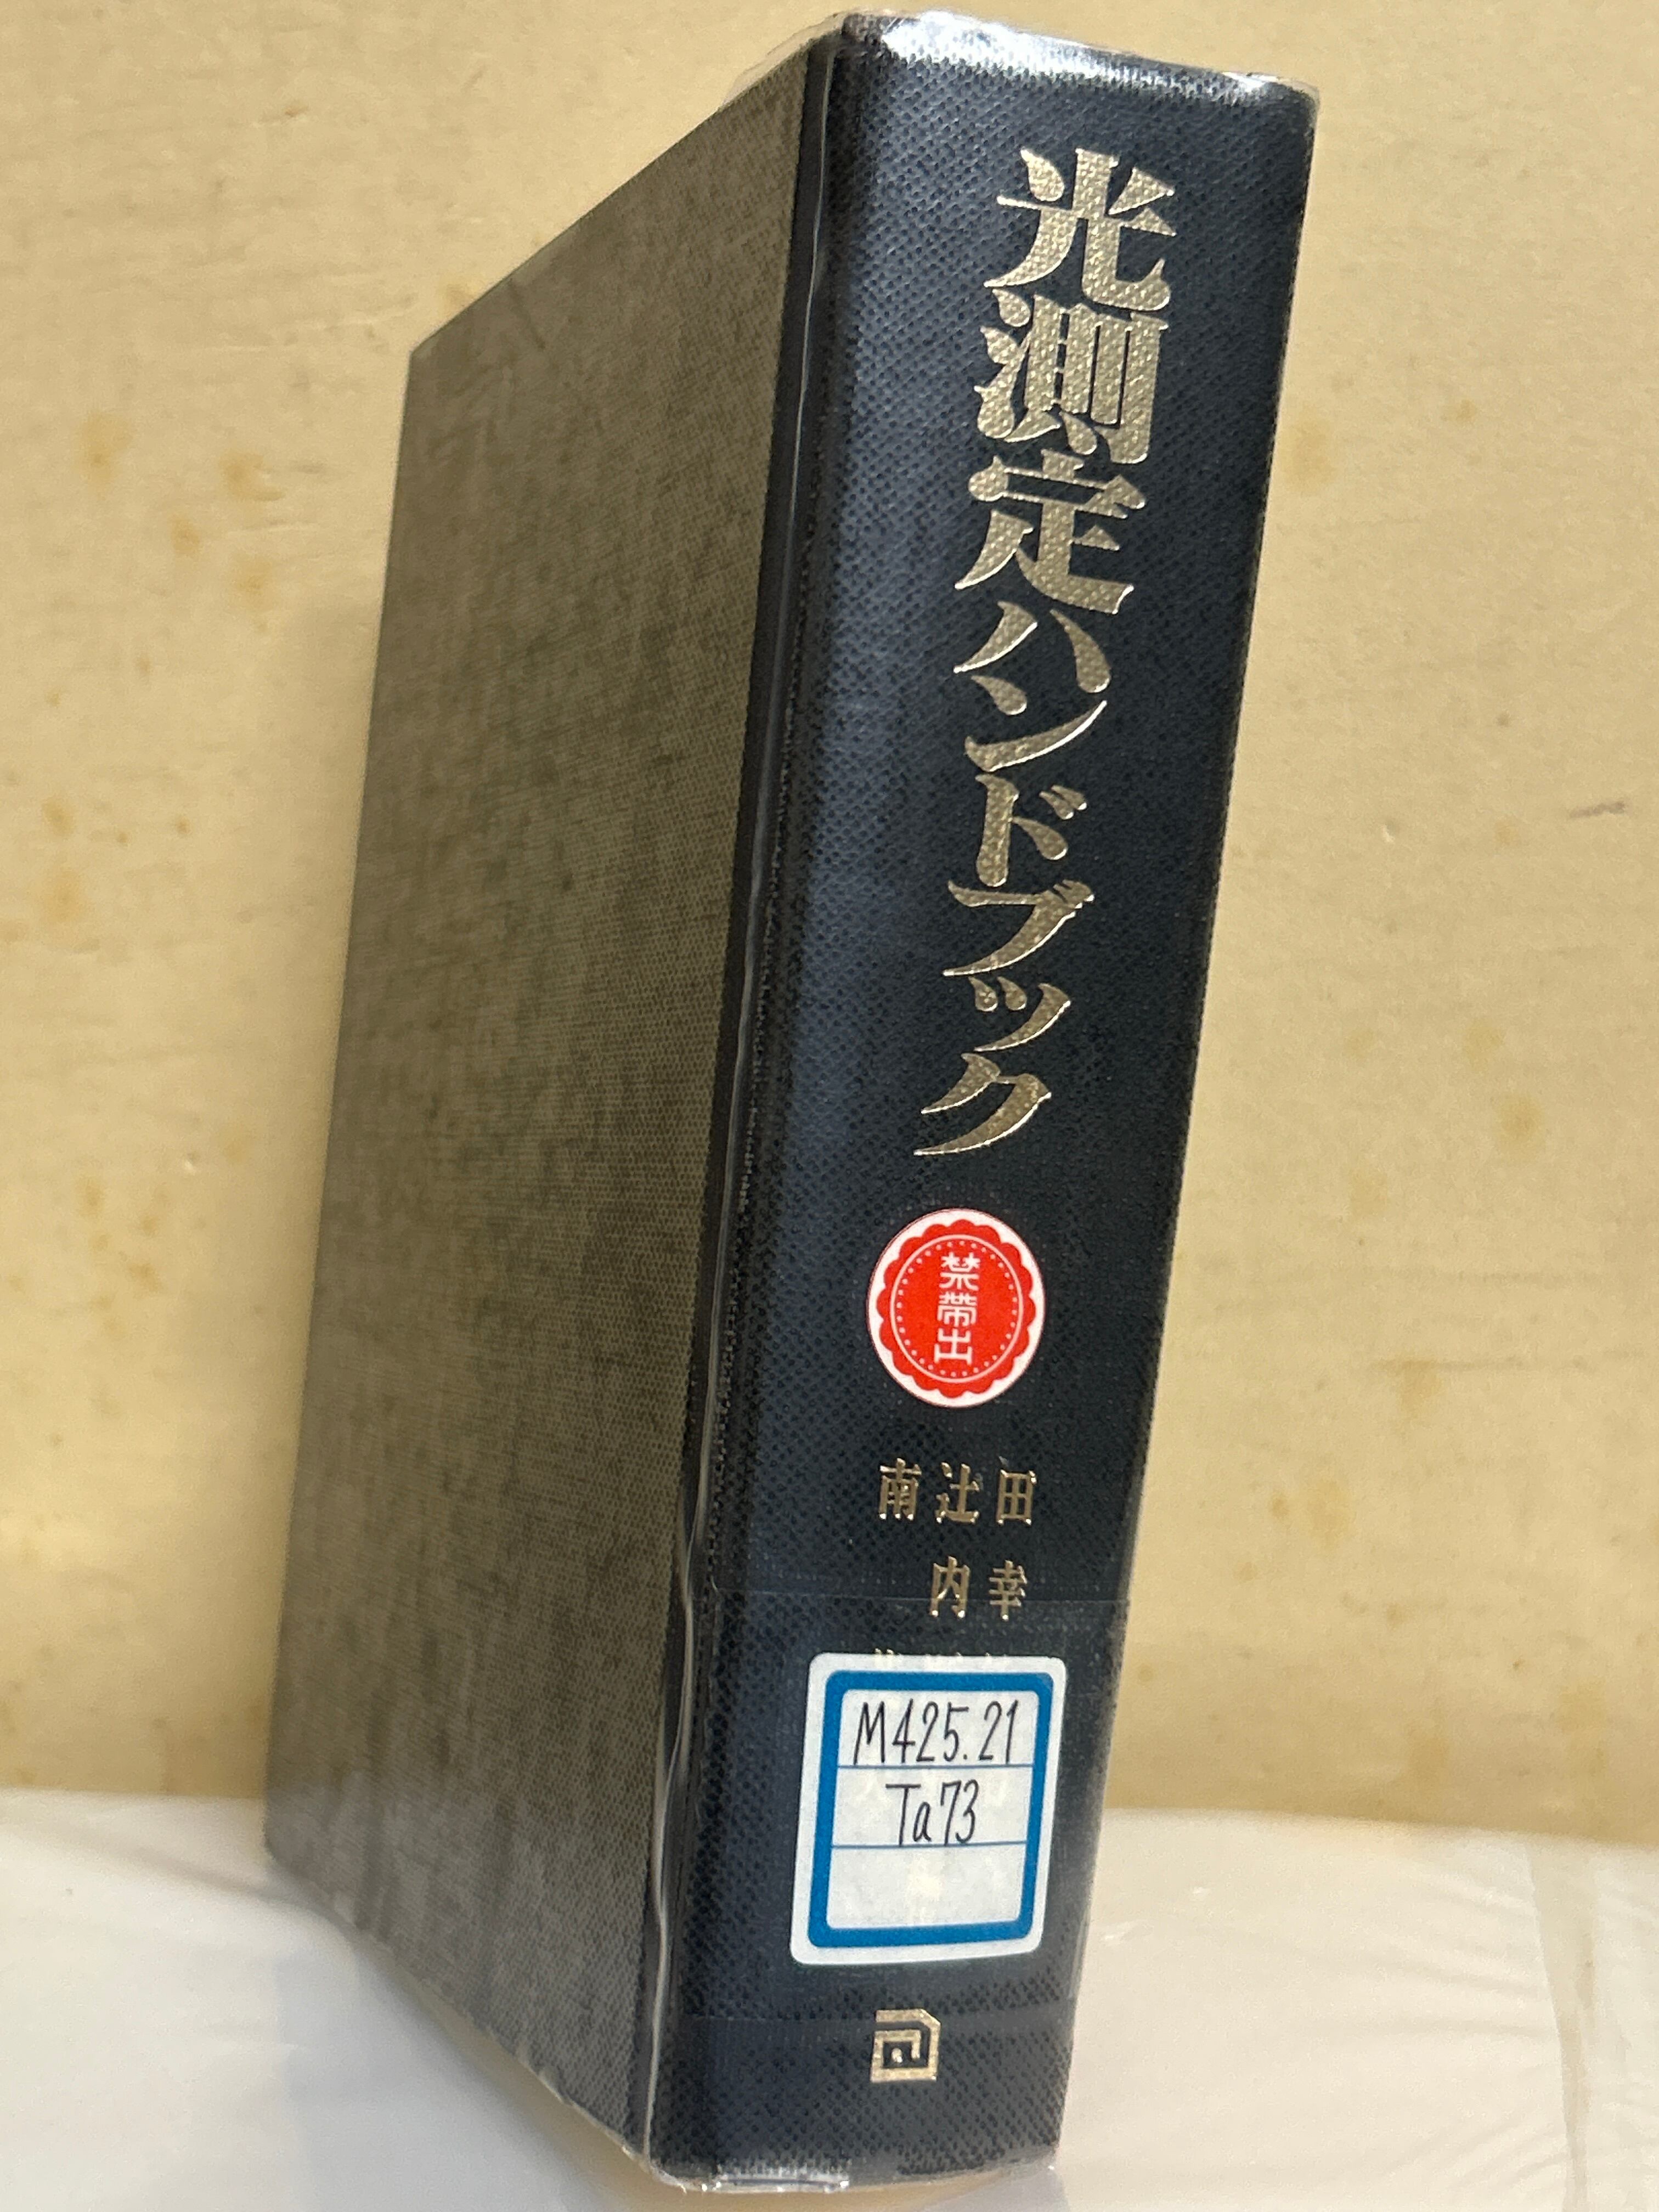 光測定ハンドブック
禁帯出
田幸
辻内
南
M425.21
Ta73